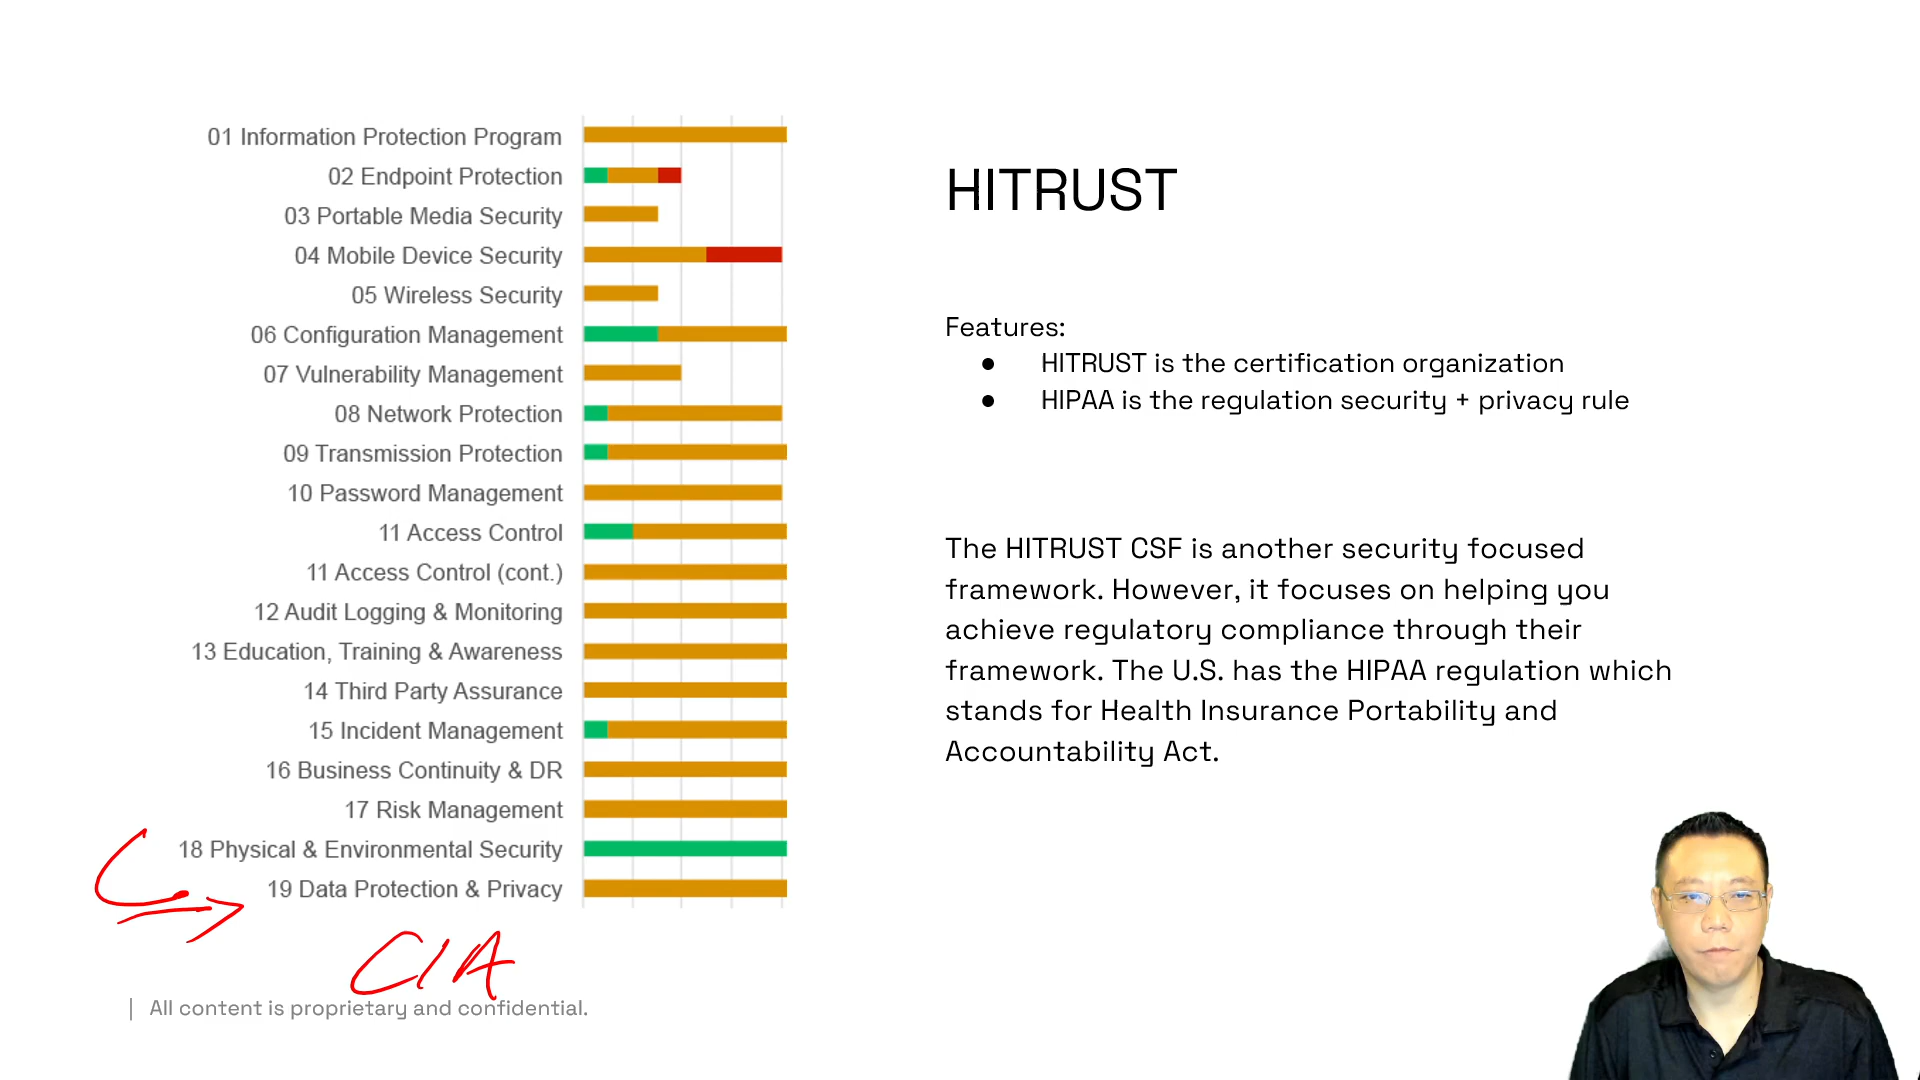 01 Information Protection Program
02 Endpoint Protection
03 Portable Media Security
04 Mobile Device Security
05 Wireless Security
06 Configuration Management
07 Vulnerability Management
08 Network Protection
09 Transmission Protection
10 Password Management
11 Access Control
11 Access Control (cont.)
12 Audit Logging & Monitoring
13 Education, Training & Awareness
14 Third Party Assurance
15 Incident Management
16 Business Continuity & DR
17 Risk Management
18 Physical & Environmental Security
19 Data Protection & Privacy
CIA
| All content is proprietary and confidential.
HITRUST
Features:
● HITRUST is the certification organization
● HIPAA is the regulation security + privacy rule
The HITRUST CSF is another security focused
framework. However, it focuses on helping you
achieve regulatory compliance through their
framework. The U.S. has the HIPAA regulation which
stands for Health Insurance Portability and
Accountability Act.